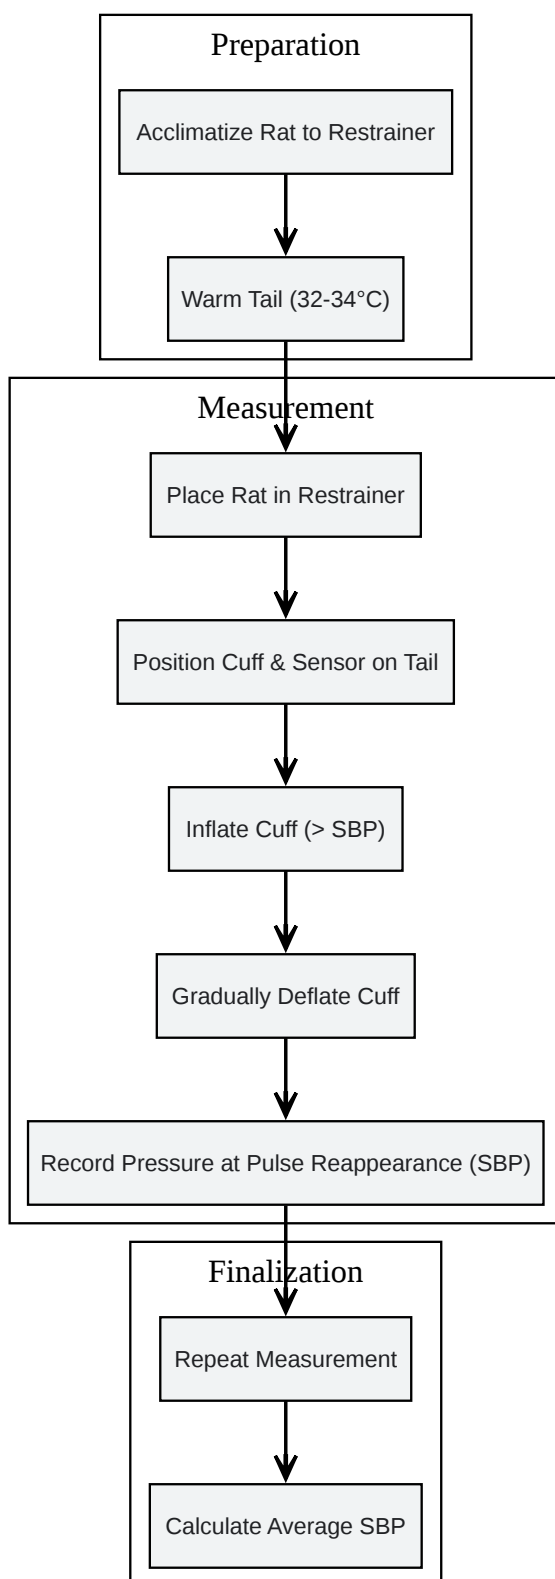 Preparation
Acclimatize Rat to Restrainer
Warm Tail (32-34°C)
Measurement
Place Rat in Restrainer
Position Cuff & Sensor on Tail
Inflate Cuff (> SBP)
Gradually Deflate Cuff
Record Pressure at Pulse Reappearance (SBP)
Finalization
Repeat Measurement
Calculate Average SBP